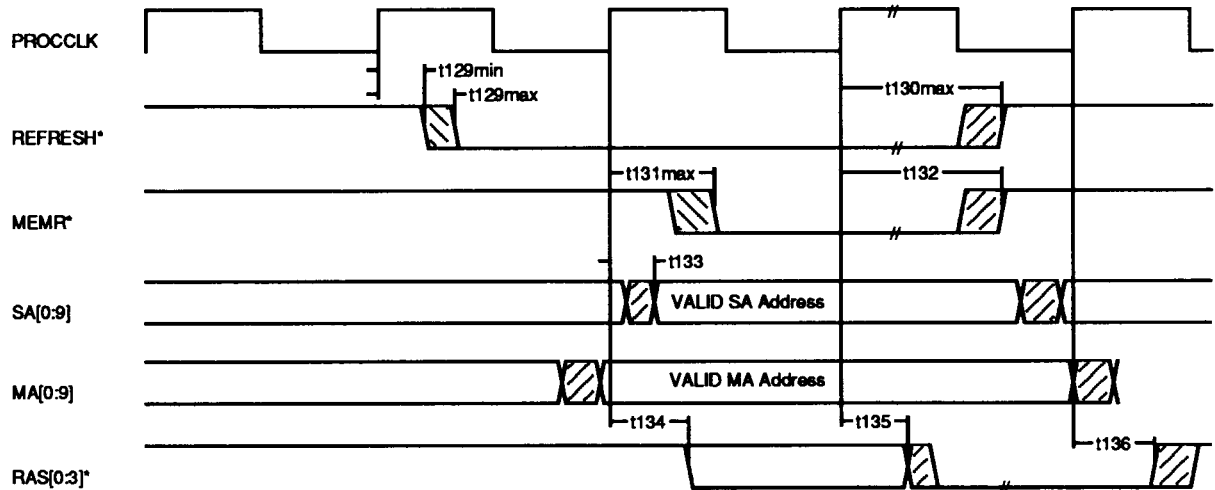 PROCCLK
t129min
t129max
t130max
REFRESH*
t131max
t132
MEMR*
t133
SA[0:9]
VALID SA Address
MA[0:9]
VALID MA Address
t134
t135
t136
RAS[0:3]*